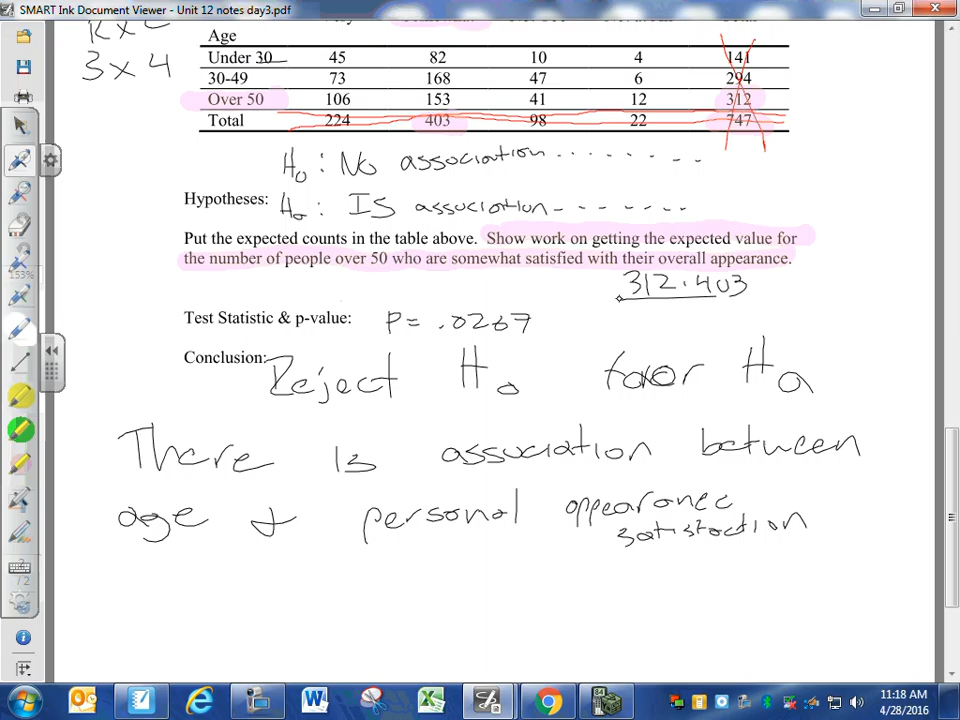 SMART Ink Document Viewer - Unit 12 notes day3.pdf
3 x 4
Age
Under 30 45 82 10 4 141
30-49 73 168 47 6 294
Over 50 106 153 41 12 312
Total 224 403 98 22 747
H0 : No association . . . . . . . .
Hypotheses: Ha : IS association - - - - - - -
Put the expected counts in the table above. Show work on getting the expected value for
the number of people over 50 who are somewhat satisfied with their overall appearance.
312 · 403
Test Statistic & p-value: P = .0267
Conclusion: Reject H0 favor Ha
There is association between
age & personal appearance
satisfaction
153%
/ 2
11:18 AM
4/28/2016